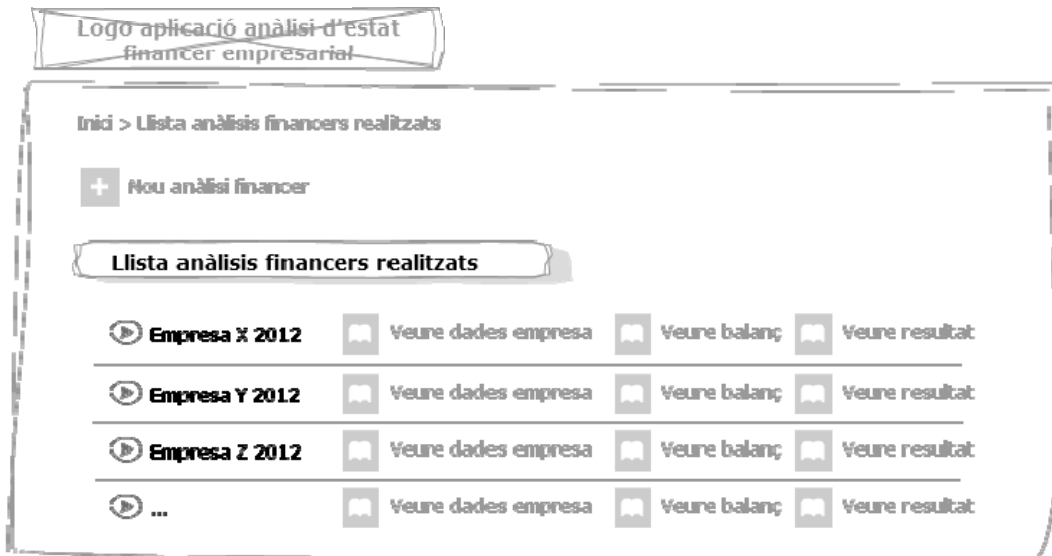 Logo aplicació anàlisi d'estat
financer empresarial
Inici > Llista anàlisis financers realitzats
+ Nou anàlisi financer
Llista anàlisis financers realitzats
Empresa X 2012 Veure dades empresa Veure balanç Veure resultat
Empresa Y 2012 Veure dades empresa Veure balanç Veure resultat
Empresa Z 2012 Veure dades empresa Veure balanç Veure resultat
... Veure dades empresa Veure balanç Veure resultat